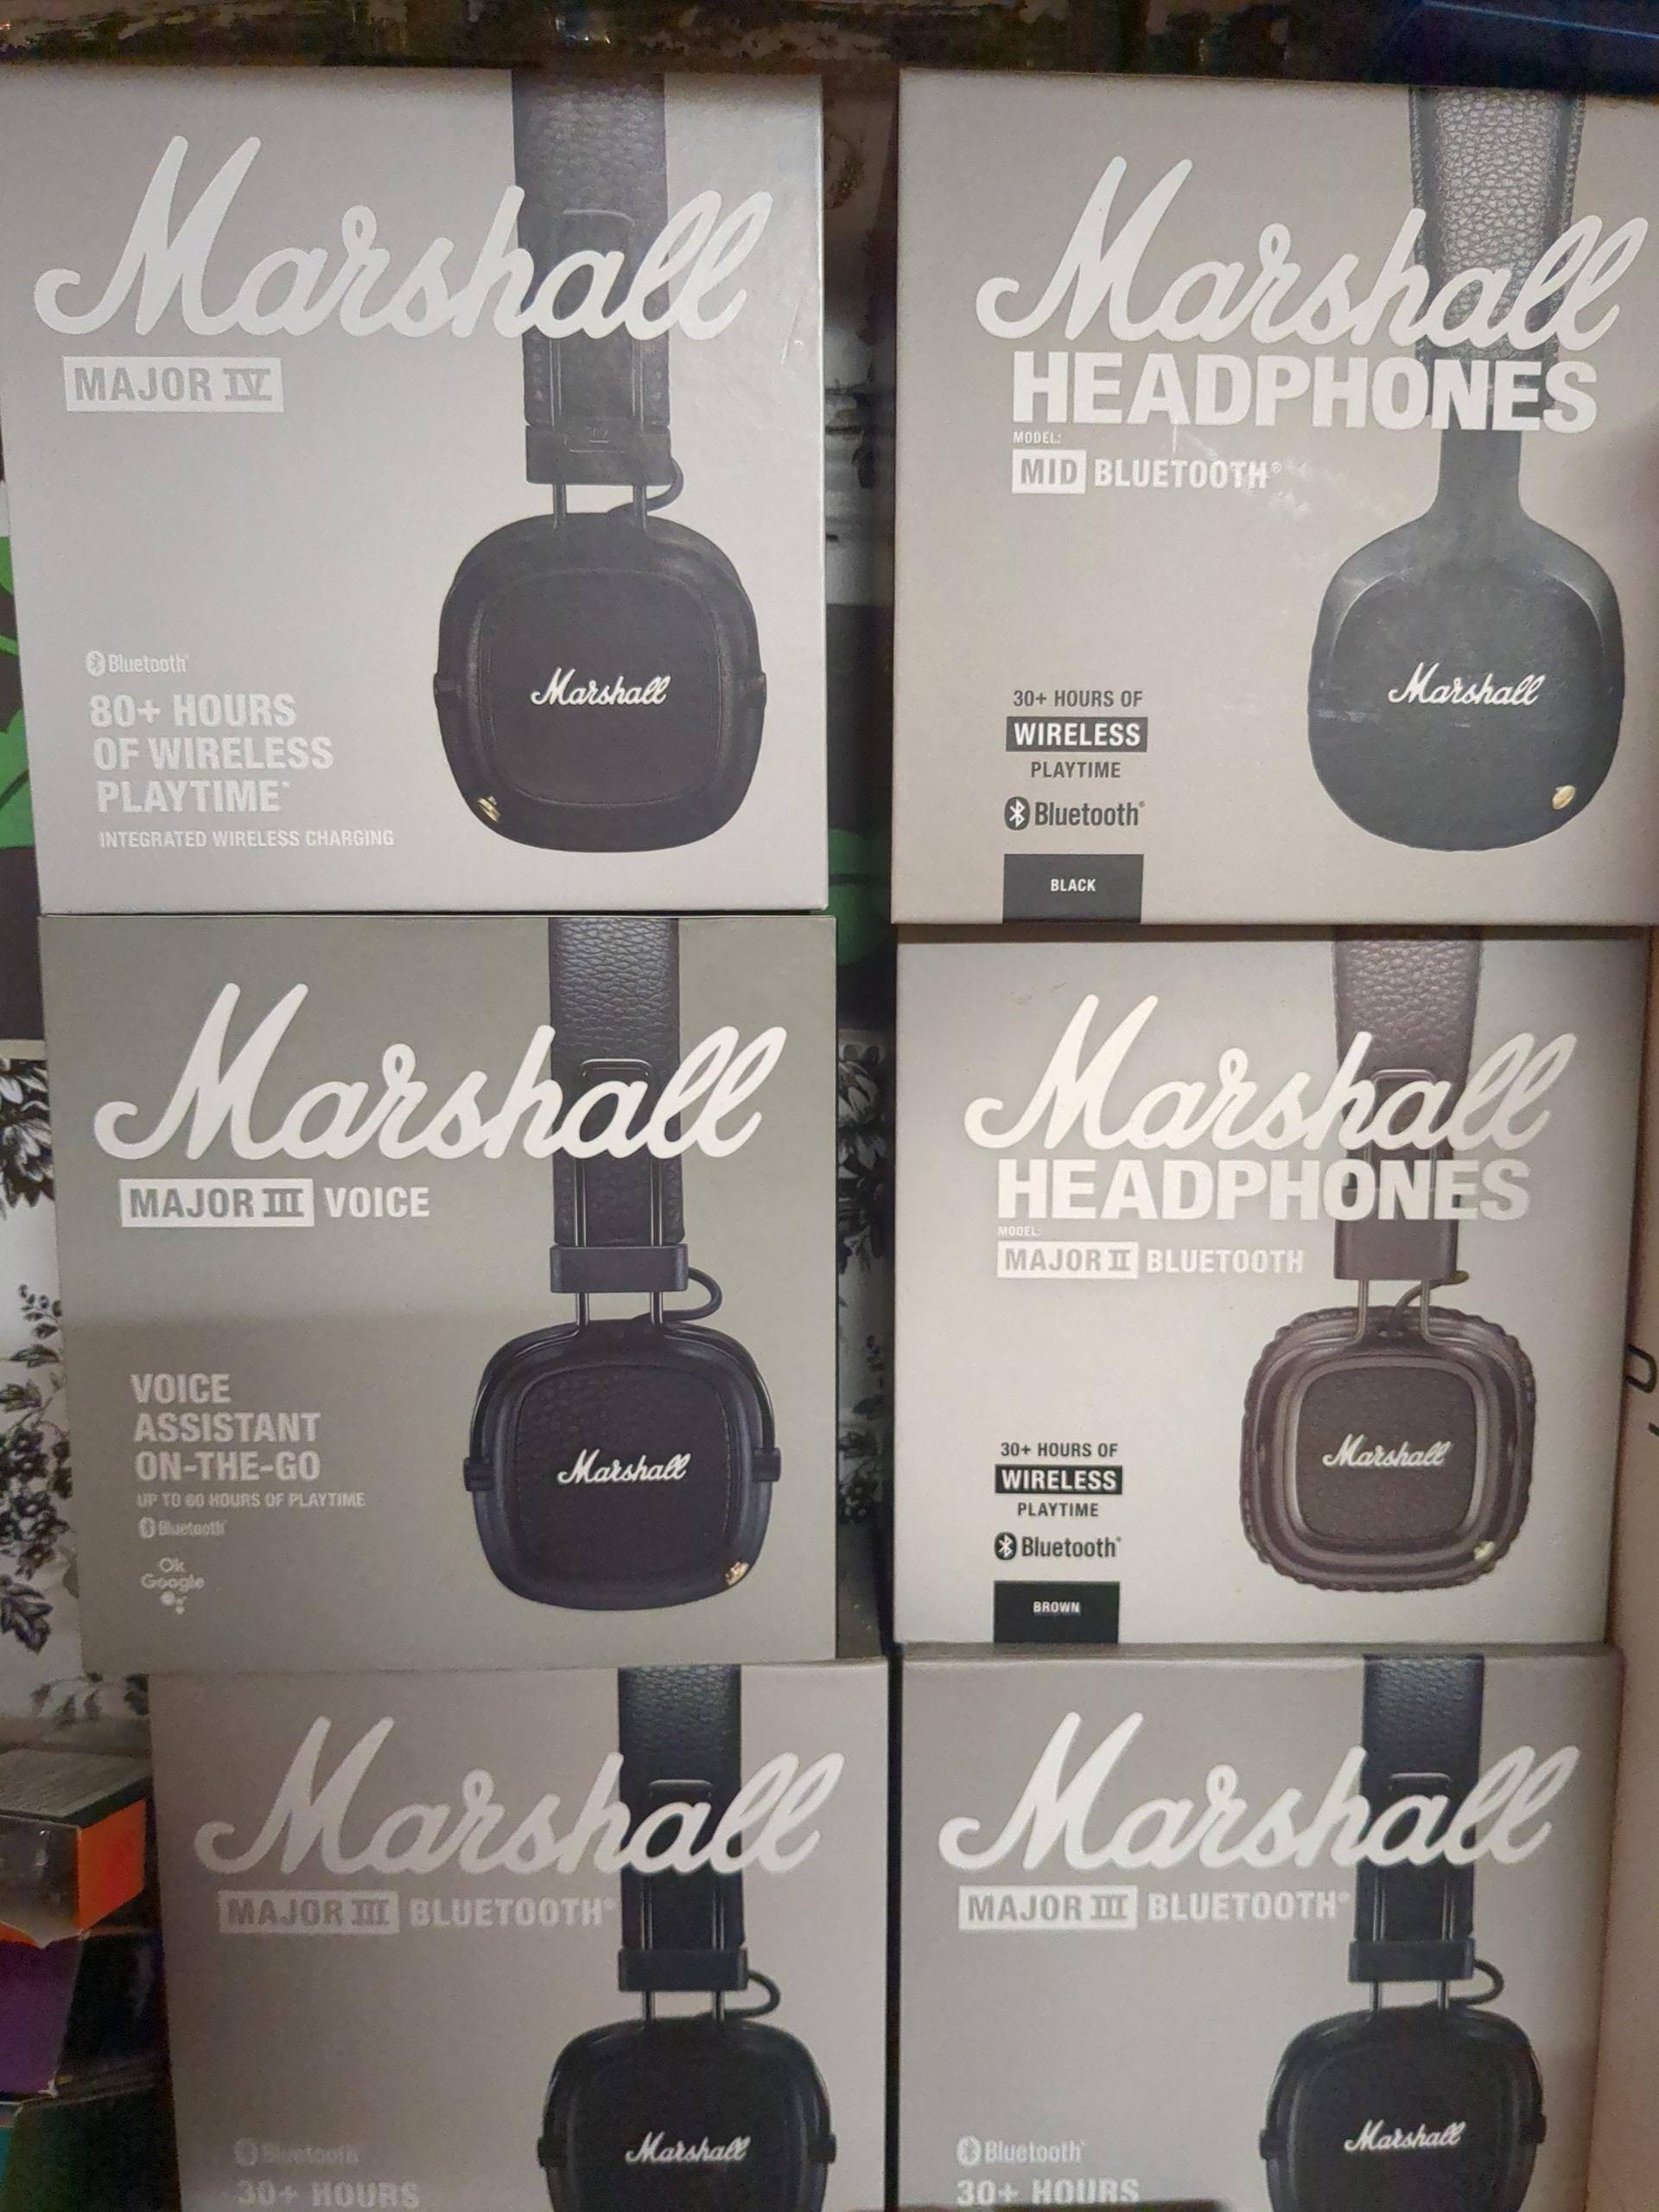 Marshall
MAJOR IV
Marshall
Bluetooth®
80+ HOURS
OF WIRELESS
PLAYTIME*
INTEGRATED WIRELESS CHARGING
Marshall
HEADPHONES
MODEL:
MID BLUETOOTH®
Marshall
30+ HOURS OF
WIRELESS
PLAYTIME
Bluetooth®
BLACK
Marshall
MAJOR III VOICE
VOICE
ASSISTANT
ON-THE-GO
Marshall
UP TO 60 HOURS OF PLAYTIME
Bluetooth®
Ok
Google
Marshall
HEADPHONES
MODEL:
MAJOR II BLUETOOTH
30+ HOURS OF
Marshall
WIRELESS
PLAYTIME
Bluetooth®
BROWN
Marshall
MAJOR III BLUETOOTH®
Marshall
Bluetooth®
30+ HOURS
Marshall
MAJOR III BLUETOOTH®
Marshall
Bluetooth®
30+ HOURS